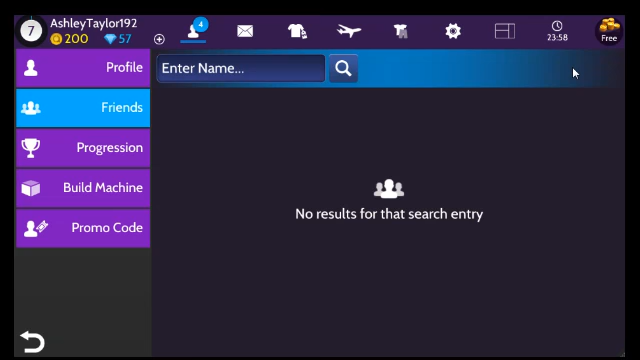 7
AshleyTaylor192
200
57
4
23:58
Free
Profile
Friends
Progression
Build Machine
Promo Code
Enter Name...
No results for that search entry